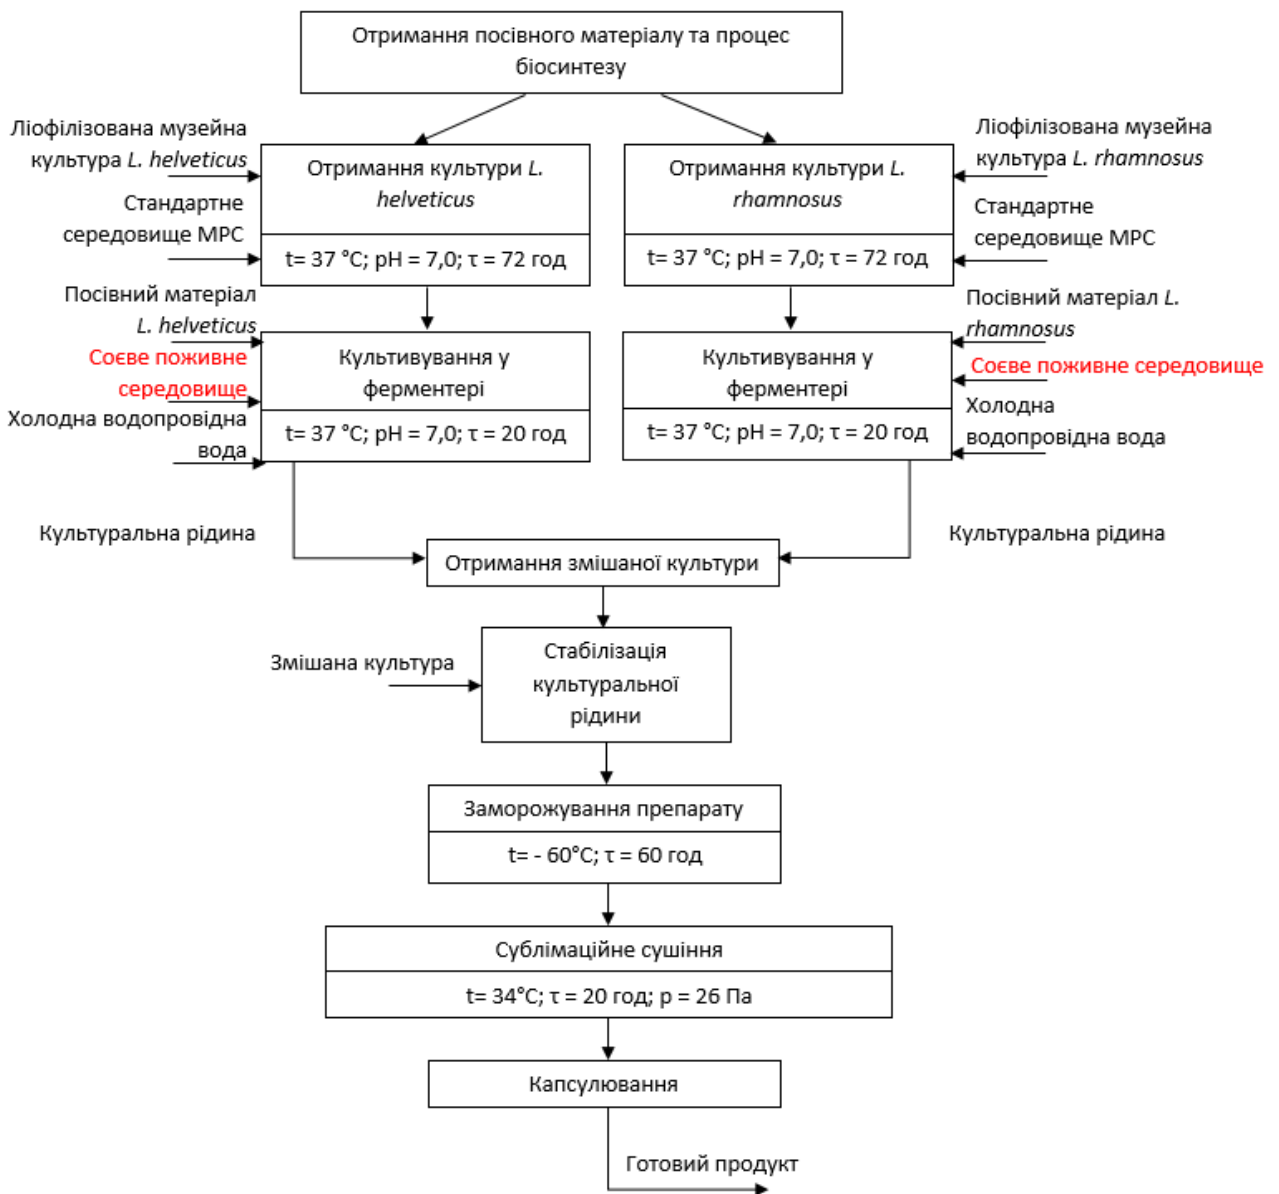 Отримання посівного матеріалу та процес
біосинтезу
Ліофілізована музейна
культура L. helveticus
Стандартне
середовище МРС
Отримання культури L.
helveticus
t= 37 °C; pH = 7,0; τ = 72 год
Отримання культури L.
rhamnosus
t= 37 °C; pH = 7,0; τ = 72 год
Ліофілізована музейна
культура L. rhamnosus
Стандартне
середовище МРС
Посівний матеріал
L. helveticus
Соєве поживне
середовище
Холодна водопровідна
вода
Культивування у
ферментері
t= 37 °C; pH = 7,0; τ = 20 год
Культивування у
ферментері
t= 37 °C; pH = 7,0; τ = 20 год
Посівний матеріал L.
rhamnosus
Соєве поживне середовище
Холодна
водопровідна вода
Культуральна рідина
Культуральна рідина
Отримання змішаної культури
Змішана культура
Стабілізація
культуральної
рідини
Заморожування препарату
t= - 60°C; τ = 60 год
Сублімаційне сушіння
t= 34°C; τ = 20 год; p = 26 Па
Капсулювання
Готовий продукт